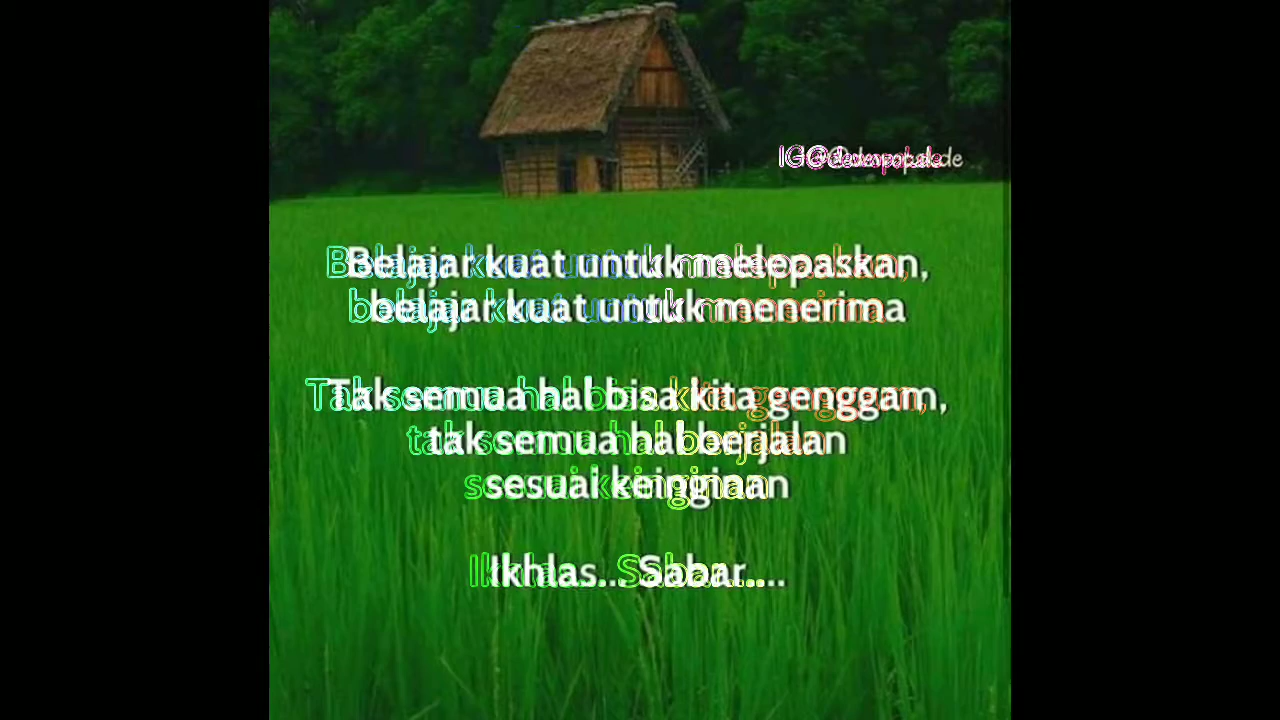 Belajar kuat untuk melepaskan,
belajar kuat untuk menerima
Tak semua hal bisa kita genggam,
tak semua hal berjalan
sesuai keinginan
Ikhlas... Sabar....